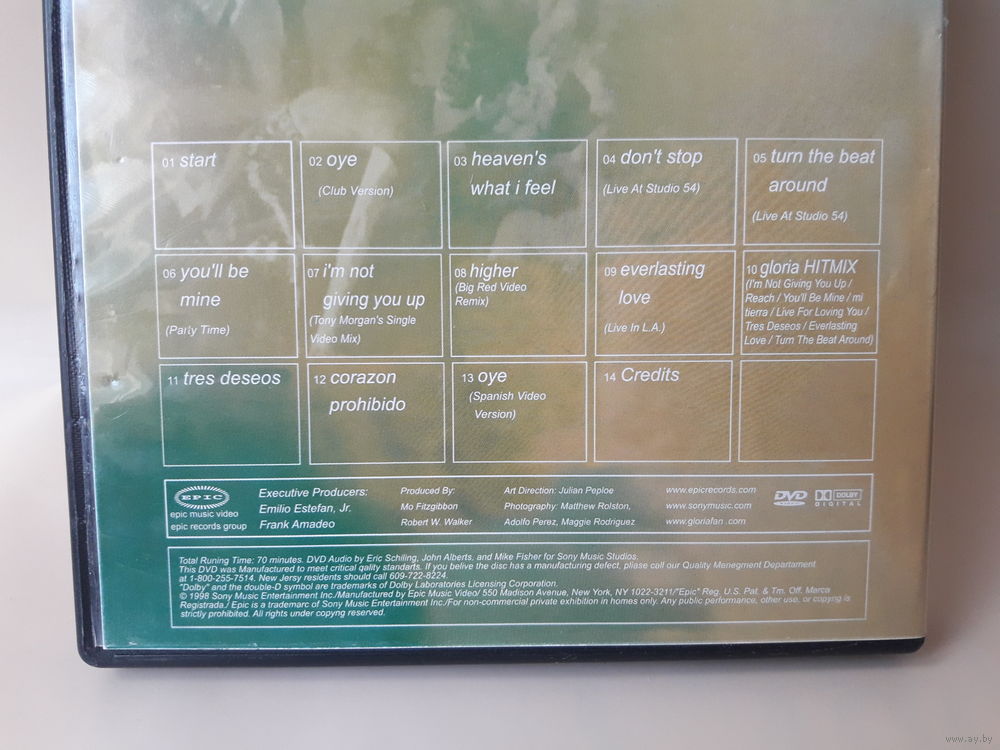 01 start
02 oye
(Club Version)
03 heaven's
what i feel
04 don't stop
(Live At Studio 54)
05 turn the beat
around
(Live At Studio 54)
06 you'll be
mine
(Party Time)
07 i'm not
giving you up
(Tony Morgan's Single
Video Mix)
08 higher
(Big Red Video
Remix)
09 everlasting
love
(Live In L.A.)
10 gloria HITMIX
(I'm Not Giving You Up /
Reach / You'll Be Mine / mi
tierra / Live For Loving You /
Tres Deseos / Everlasting
Love / Turn The Beat Around)
11 tres deseos
12 corazon
prohibido
13 oye
(Spanish Video
Version)
14 Credits
EPIC
epic music video
epic records group
Executive Producers:
Emilio Estefan, Jr.
Frank Amadeo
Produced By:
Mo Fitzgibbon
Robert W. Walker
Art Direction: Julian Peploe
Photography: Matthew Rolston,
Adolfo Perez, Maggie Rodriguez
www.epicrecords.com
www.sonymusic.com
www.gloriafan .com
DVD
DOLBY
DIGITAL
Total Runing Time: 70 minutes. DVD Audio by Eric Schiling, John Alberts, and Mike Fisher for Sony Music Studios.
This DVD was Manufactured to meet critical qality standarts. If you belive the disc has a manufacturing defect, pliase call our Quality Menegment Departament
at 1-800-255-7514. New Jersy residents should call 609-722-8224.
"Dolby" and the double-D symbol are trademarks of Dolby Laboratories Licensing Corporation.
© 1998 Sony Music Entertainment Inc./Manufactured by Epic Music Video/ 550 Madison Avenue, New York, NY 1022-3211/"Epic" Reg. U.S. Pat. & Tm. Off. Marca
Registrada./ Epic is a trademarc of Sony Music Entertainment Inc./For non-commercial private exhibition in homes only. Any public performance, other use, or copyng is
strictly prohibited. All rights under copyng reserved.
www.ay.by